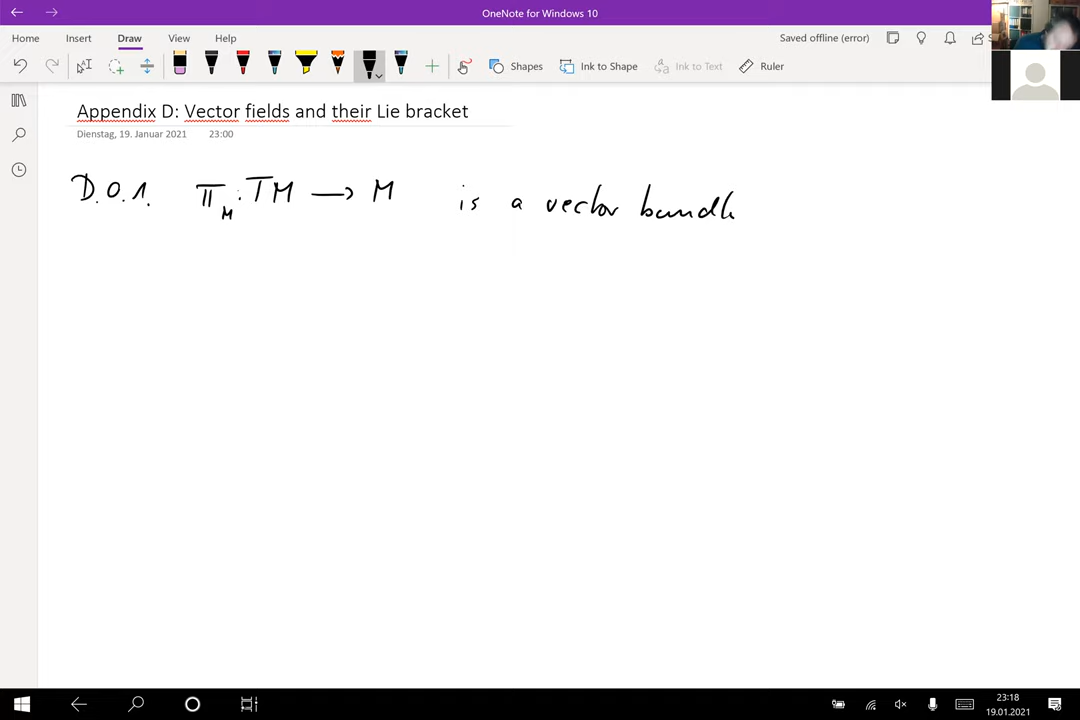 OneNote for Windows 10
Home Insert Draw View Help
Saved offline (error)
Shapes Ink to Shape Ink to Text Ruler
Appendix D: Vector fields and their Lie bracket
Dienstag, 19. Januar 2021 23:00
D.0.1. π_M : TM → M is a vector bundle
23:18
19.01.2021